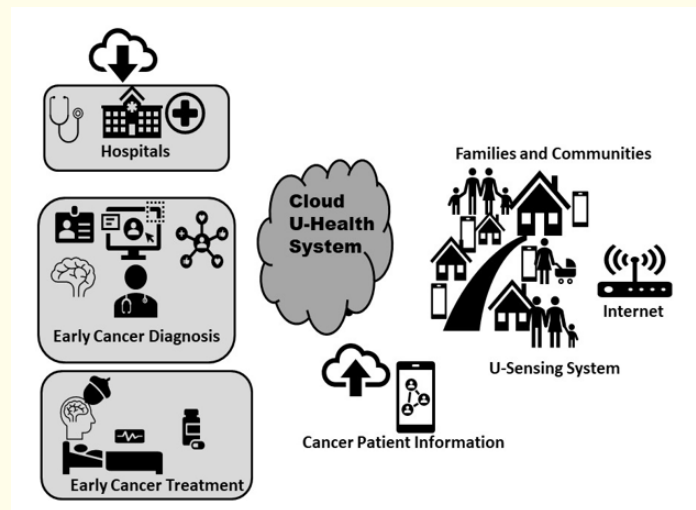 Hospitals
Early Cancer Diagnosis
Early Cancer Treatment
Cloud
U-Health
System
Cancer Patient Information
Families and Communities
Internet
U-Sensing System